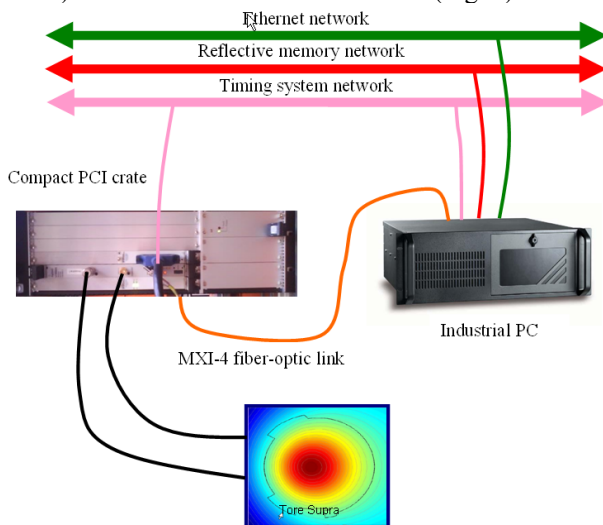 Ethernet network
Reflective memory network
Timing system network
Compact PCI crate
Industrial PC
MXI-4 fiber-optic link
Tore Supra